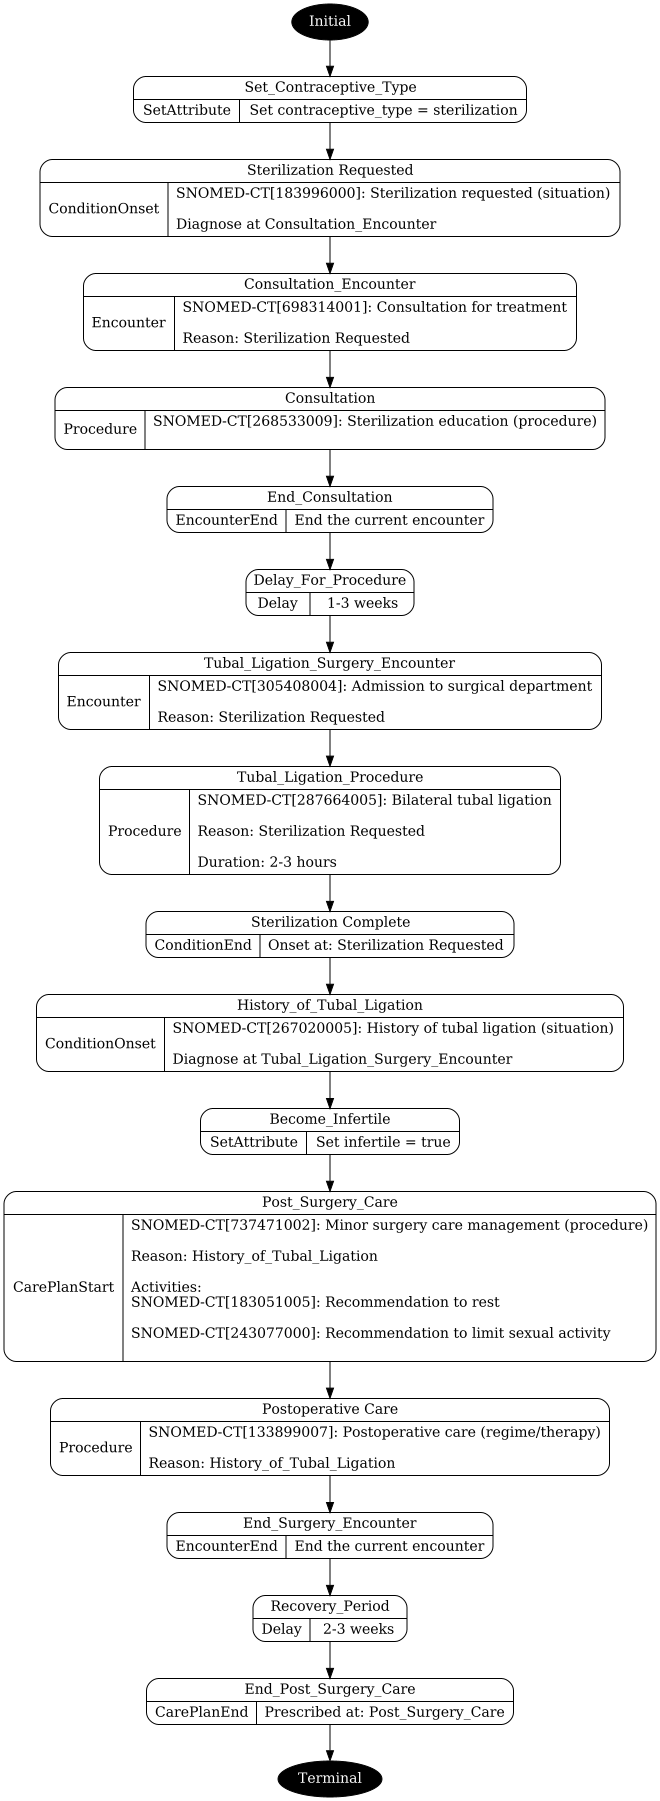 Initial
Set_Contraceptive_Type
SetAttribute
Set contraceptive_type = sterilization
Sterilization Requested
ConditionOnset
SNOMED-CT[183996000]: Sterilization requested (situation)
Diagnose at Consultation_Encounter
Consultation_Encounter
Encounter
SNOMED-CT[698314001]: Consultation for treatment
Reason: Sterilization Requested
Consultation
Procedure
SNOMED-CT[268533009]: Sterilization education (procedure)
End_Consultation
EncounterEnd
End the current encounter
Delay_For_Procedure
Delay
1-3 weeks
Tubal_Ligation_Surgery_Encounter
Encounter
SNOMED-CT[305408004]: Admission to surgical department
Reason: Sterilization Requested
Tubal_Ligation_Procedure
Procedure
SNOMED-CT[287664005]: Bilateral tubal ligation
Reason: Sterilization Requested
Duration: 2-3 hours
Sterilization Complete
ConditionEnd
Onset at: Sterilization Requested
History_of_Tubal_Ligation
ConditionOnset
SNOMED-CT[267020005]: History of tubal ligation (situation)
Diagnose at Tubal_Ligation_Surgery_Encounter
Become_Infertile
SetAttribute
Set infertile = true
Post_Surgery_Care
CarePlanStart
SNOMED-CT[737471002]: Minor surgery care management (procedure)
Reason: History_of_Tubal_Ligation
Activities:
SNOMED-CT[183051005]: Recommendation to rest
SNOMED-CT[243077000]: Recommendation to limit sexual activity
Postoperative Care
Procedure
SNOMED-CT[133899007]: Postoperative care (regime/therapy)
Reason: History_of_Tubal_Ligation
End_Surgery_Encounter
EncounterEnd
End the current encounter
Recovery_Period
Delay
2-3 weeks
End_Post_Surgery_Care
CarePlanEnd
Prescribed at: Post_Surgery_Care
Terminal